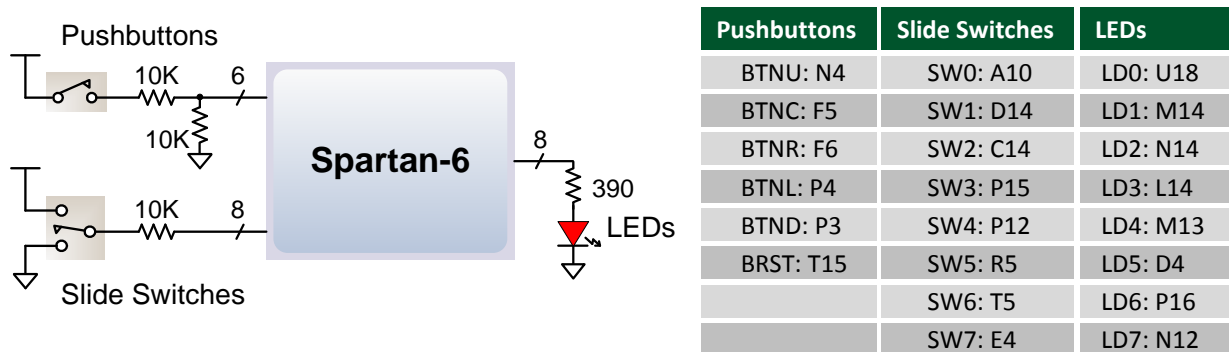 Pushbuttons
10K
6
10K
Spartan-6
10K
8
Slide Switches
8
390
LEDs
Pushbuttons Slide Switches LEDs
BTNU: N4 SW0: A10 LD0: U18
BTNC: F5 SW1: D14 LD1: M14
BTNR: F6 SW2: C14 LD2: N14
BTNL: P4 SW3: P15 LD3: L14
BTND: P3 SW4: P12 LD4: M13
BRST: T15 SW5: R5 LD5: D4
SW6: T5 LD6: P16
SW7: E4 LD7: N12